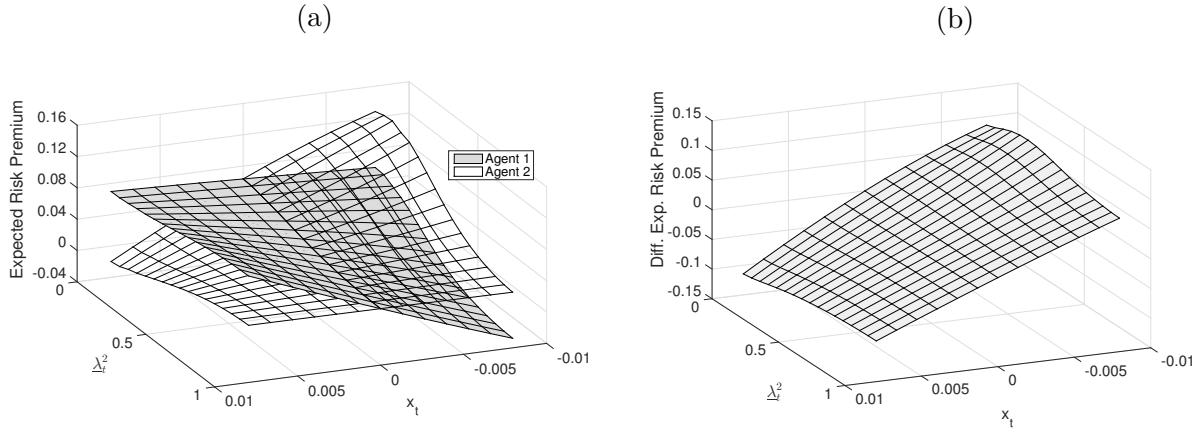 (a)
0.16
0.12
0.08
0.04
0
-0.04
Expected Risk Premium
Agent 1
Agent 2
0
0.5
1
λ_t^2
0.01
0.005
0
-0.005
-0.01
x_t
(b)
0.15
0.1
0.05
0
-0.05
-0.1
-0.15
Diff. Exp. Risk Premium
0
0.5
1
λ_t^2
0.01
0.005
0
-0.005
-0.01
x_t